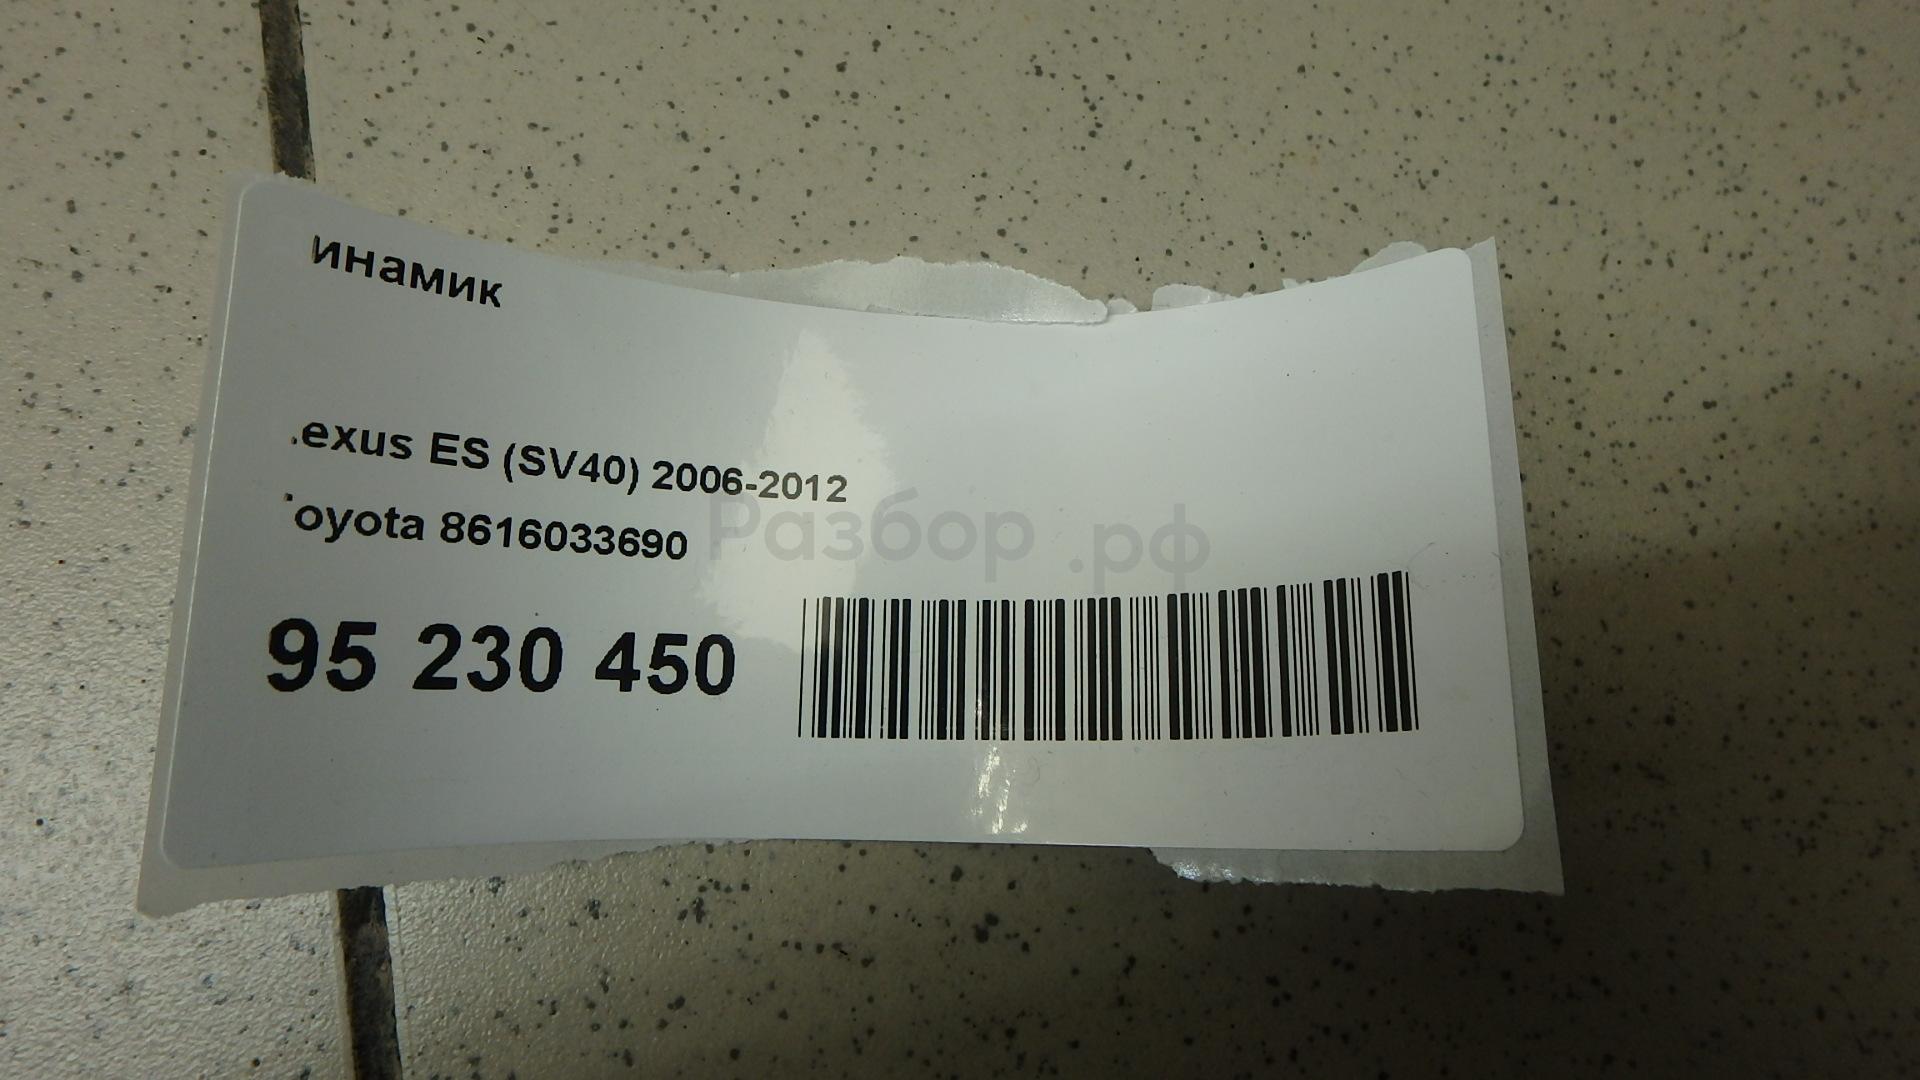 инамик
.exus ES (SV40) 2006-2012
oyota 8616033690
Разбор.рф
95 230 450